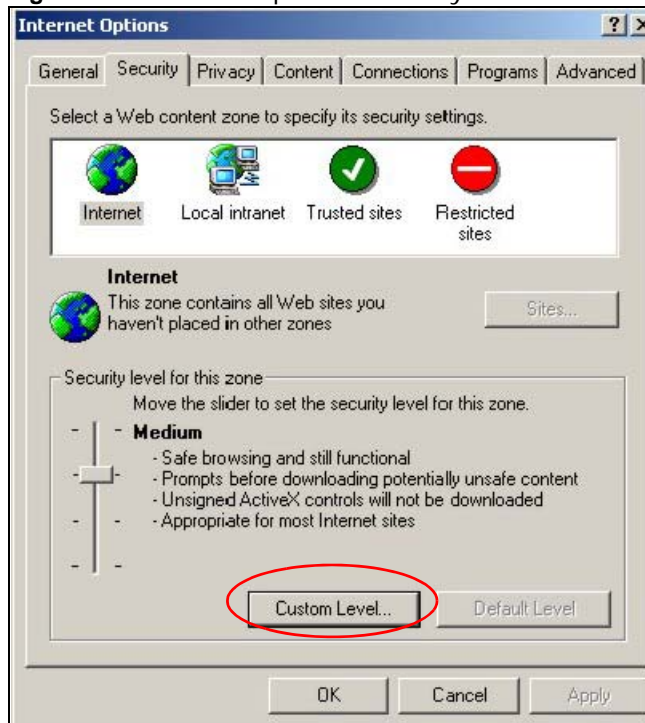 Internet Options
General Security Privacy Content Connections Programs Advanced
Select a Web content zone to specify its security settings.
Internet Local intranet Trusted sites Restricted
sites
Internet
This zone contains all Web sites you
haven't placed in other zones
Sites...
Security level for this zone
Move the slider to set the security level for this zone.
Medium
- Safe browsing and still functional
- Prompts before downloading potentially unsafe content
- Unsigned ActiveX controls will not be downloaded
- Appropriate for most Internet sites
Custom Level... Default Level
OK Cancel Apply